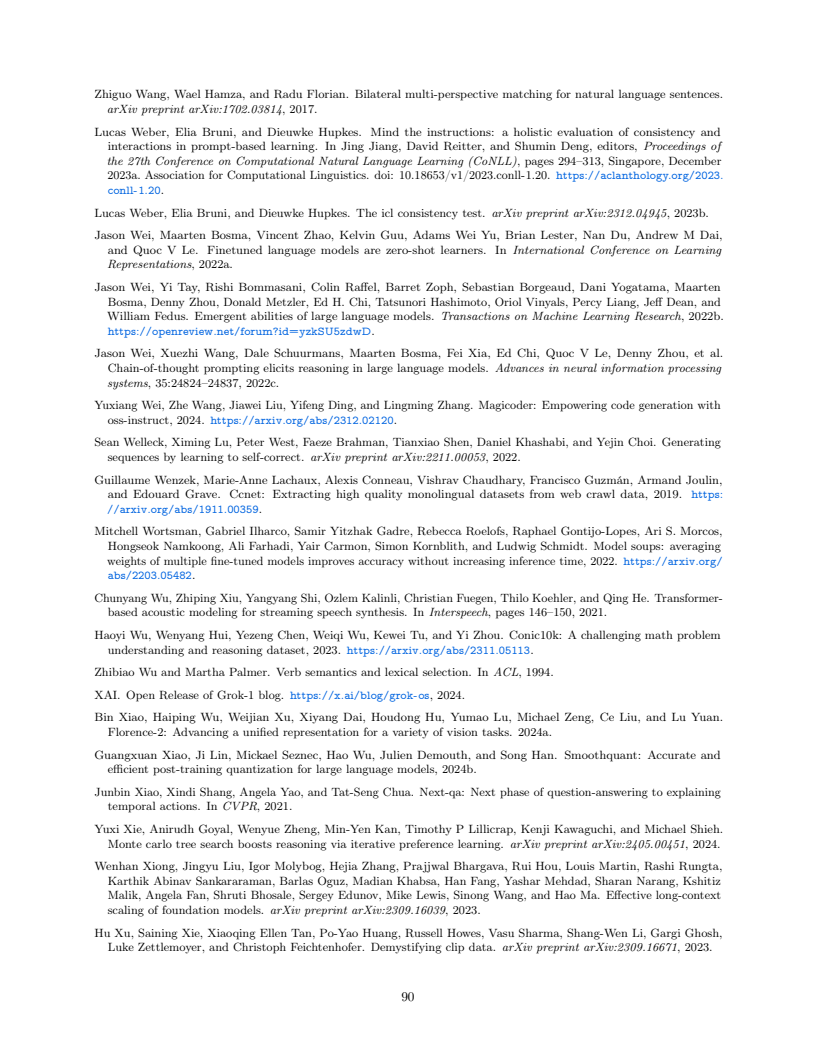 Zhiguo Wang, Wael Hamza, and Radu Florian. Bilateral multi-perspective matching for natural language sentences.
arXiv preprint arXiv:1702.03814, 2017.
Lucas Weber, Elia Bruni, and Dieuwke Hupkes. Mind the instructions: a holistic evaluation of consistency and
interactions in prompt-based learning. In Jing Jiang, David Reitter, and Shumin Deng, editors, Proceedings of
the 27th Conference on Computational Natural Language Learning (CoNLL), pages 294–313, Singapore, December
2023a. Association for Computational Linguistics. doi: 10.18653/v1/2023.conll-1.20. https://aclanthology.org/2023.
conll-1.20.
Lucas Weber, Elia Bruni, and Dieuwke Hupkes. The icl consistency test. arXiv preprint arXiv:2312.04945, 2023b.
Jason Wei, Maarten Bosma, Vincent Zhao, Kelvin Guu, Adams Wei Yu, Brian Lester, Nan Du, Andrew M Dai,
and Quoc V Le. Finetuned language models are zero-shot learners. In International Conference on Learning
Representations, 2022a.
Jason Wei, Yi Tay, Rishi Bommasani, Colin Raffel, Barret Zoph, Sebastian Borgeaud, Dani Yogatama, Maarten
Bosma, Denny Zhou, Donald Metzler, Ed H. Chi, Tatsunori Hashimoto, Oriol Vinyals, Percy Liang, Jeff Dean, and
William Fedus. Emergent abilities of large language models. Transactions on Machine Learning Research, 2022b.
https://openreview.net/forum?id=yzkSU5zdwD.
Jason Wei, Xuezhi Wang, Dale Schuurmans, Maarten Bosma, Fei Xia, Ed Chi, Quoc V Le, Denny Zhou, et al.
Chain-of-thought prompting elicits reasoning in large language models. Advances in neural information processing
systems, 35:24824–24837, 2022c.
Yuxiang Wei, Zhe Wang, Jiawei Liu, Yifeng Ding, and Lingming Zhang. Magicoder: Empowering code generation with
oss-instruct, 2024. https://arxiv.org/abs/2312.02120.
Sean Welleck, Ximing Lu, Peter West, Faeze Brahman, Tianxiao Shen, Daniel Khashabi, and Yejin Choi. Generating
sequences by learning to self-correct. arXiv preprint arXiv:2211.00053, 2022.
Guillaume Wenzek, Marie-Anne Lachaux, Alexis Conneau, Vishrav Chaudhary, Francisco Guzmán, Armand Joulin,
and Edouard Grave. Ccnet: Extracting high quality monolingual datasets from web crawl data, 2019. https:
//arxiv.org/abs/1911.00359.
Mitchell Wortsman, Gabriel Ilharco, Samir Yitzhak Gadre, Rebecca Roelofs, Raphael Gontijo-Lopes, Ari S. Morcos,
Hongseok Namkoong, Ali Farhadi, Yair Carmon, Simon Kornblith, and Ludwig Schmidt. Model soups: averaging
weights of multiple fine-tuned models improves accuracy without increasing inference time, 2022. https://arxiv.org/
abs/2203.05482.
Chunyang Wu, Zhiping Xiu, Yangyang Shi, Ozlem Kalinli, Christian Fuegen, Thilo Koehler, and Qing He. Transformer-
based acoustic modeling for streaming speech synthesis. In Interspeech, pages 146–150, 2021.
Haoyi Wu, Wenyang Hui, Yezeng Chen, Weiqi Wu, Kewei Tu, and Yi Zhou. Conic10k: A challenging math problem
understanding and reasoning dataset, 2023. https://arxiv.org/abs/2311.05113.
Zhibiao Wu and Martha Palmer. Verb semantics and lexical selection. In ACL, 1994.
XAI. Open Release of Grok-1 blog. https://x.ai/blog/grok-os, 2024.
Bin Xiao, Haiping Wu, Weijian Xu, Xiyang Dai, Houdong Hu, Yumao Lu, Michael Zeng, Ce Liu, and Lu Yuan.
Florence-2: Advancing a unified representation for a variety of vision tasks. 2024a.
Guangxuan Xiao, Ji Lin, Mickael Seznec, Hao Wu, Julien Demouth, and Song Han. Smoothquant: Accurate and
efficient post-training quantization for large language models, 2024b.
Junbin Xiao, Xindi Shang, Angela Yao, and Tat-Seng Chua. Next-qa: Next phase of question-answering to explaining
temporal actions. In CVPR, 2021.
Yuxi Xie, Anirudh Goyal, Wenyue Zheng, Min-Yen Kan, Timothy P Lillicrap, Kenji Kawaguchi, and Michael Shieh.
Monte carlo tree search boosts reasoning via iterative preference learning. arXiv preprint arXiv:2405.00451, 2024.
Wenhan Xiong, Jingyu Liu, Igor Molybog, Hejia Zhang, Prajjwal Bhargava, Rui Hou, Louis Martin, Rashi Rungta,
Karthik Abinav Sankararaman, Barlas Oguz, Madian Khabsa, Han Fang, Yashar Mehdad, Sharan Narang, Kshitiz
Malik, Angela Fan, Shruti Bhosale, Sergey Edunov, Mike Lewis, Sinong Wang, and Hao Ma. Effective long-context
scaling of foundation models. arXiv preprint arXiv:2309.16039, 2023.
Hu Xu, Saining Xie, Xiaoqing Ellen Tan, Po-Yao Huang, Russell Howes, Vasu Sharma, Shang-Wen Li, Gargi Ghosh,
Luke Zettlemoyer, and Christoph Feichtenhofer. Demystifying clip data. arXiv preprint arXiv:2309.16671, 2023.
90